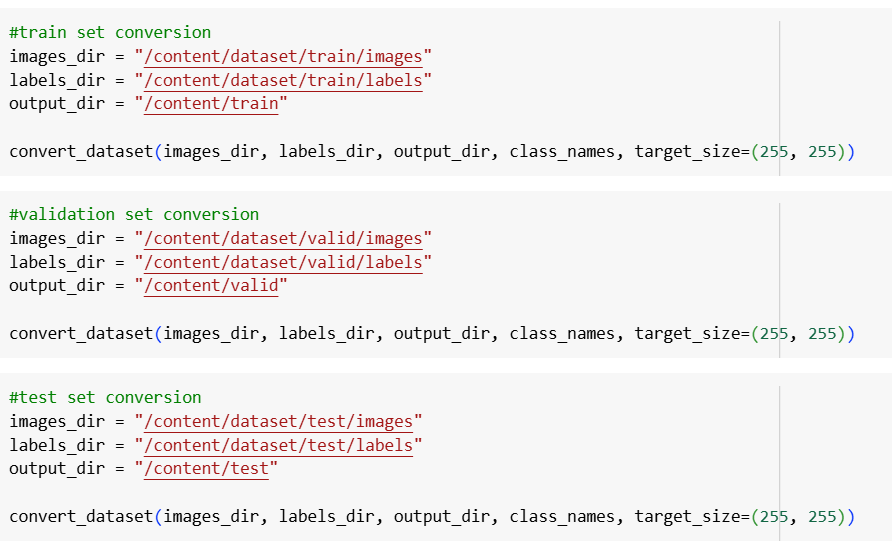 #train set conversion
images_dir = "/content/dataset/train/images"
labels_dir = "/content/dataset/train/labels"
output_dir = "/content/train"
convert_dataset(images_dir, labels_dir, output_dir, class_names, target_size=(255, 255))
#validation set conversion
images_dir = "/content/dataset/valid/images"
labels_dir = "/content/dataset/valid/labels"
output_dir = "/content/valid"
convert_dataset(images_dir, labels_dir, output_dir, class_names, target_size=(255, 255))
#test set conversion
images_dir = "/content/dataset/test/images"
labels_dir = "/content/dataset/test/labels"
output_dir = "/content/test"
convert_dataset(images_dir, labels_dir, output_dir, class_names, target_size=(255, 255))